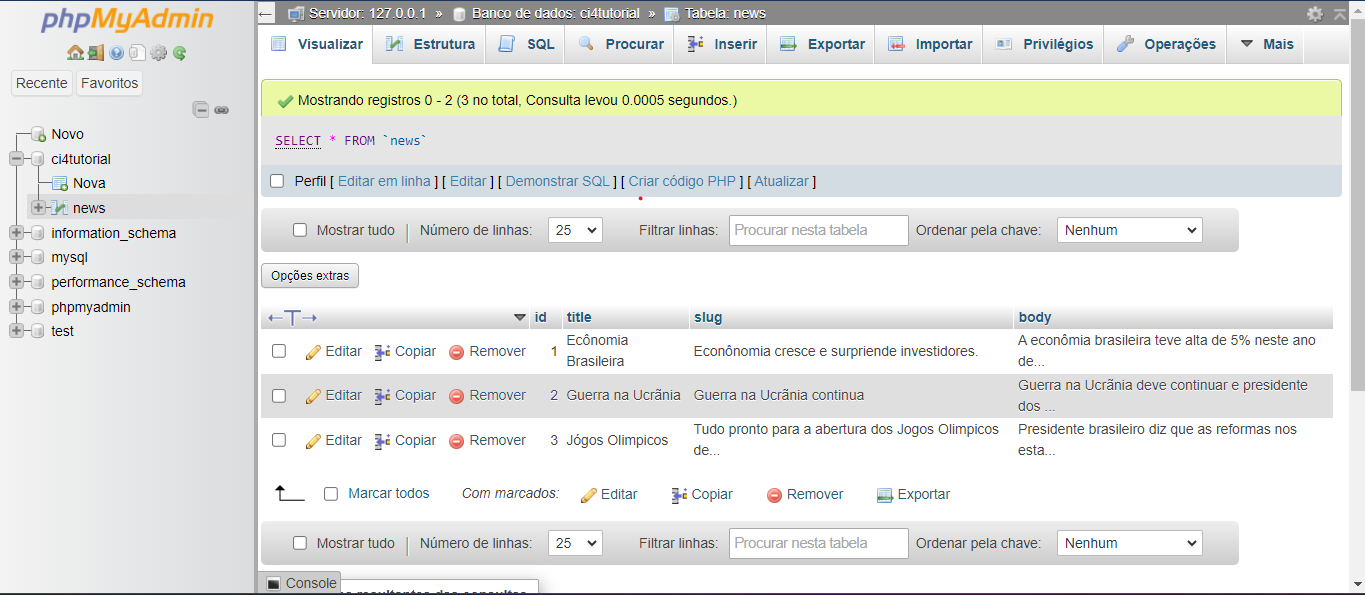 phpMyAdmin
Recente Favoritos
Novo
ci4tutorial
Nova
news
information_schema
mysql
performance_schema
phpmyadmin
test
Servidor: 127.0.0.1 » Banco de dados: ci4tutorial » Tabela: news
Visualizar Estrutura SQL Procurar Inserir Exportar Importar Privilégios Operações Mais
Mostrando registros 0 - 2 (3 no total, Consulta levou 0.0005 segundos.)
SELECT * FROM `news`
Perfil [ Editar em linha ] [ Editar ] [ Demonstrar SQL ] [ Criar código PHP ] [ Atualizar ]
Mostrar tudo Número de linhas: 25 Filtrar linhas: Procurar nesta tabela Ordenar pela chave: Nenhum
Opções extras
←T→ id title slug body
Editar Copiar Remover 1 Ecônomia Brasileira Econônomia cresce e surpriende investidores. A econômia brasileira teve alta de 5% neste ano de...
Editar Copiar Remover 2 Guerra na Ucrãnia Guerra na Ucrãnia continua Guerra na Ucrãnia deve continuar e presidente dos ...
Editar Copiar Remover 3 Jógos Olimpicos Tudo pronto para a abertura dos Jogos Olimpicos de... Presidente brasileiro diz que as reformas nos esta...
Marcar todos Com marcados: Editar Copiar Remover Exportar
Mostrar tudo Número de linhas: 25 Filtrar linhas: Procurar nesta tabela Ordenar pela chave: Nenhum
Console